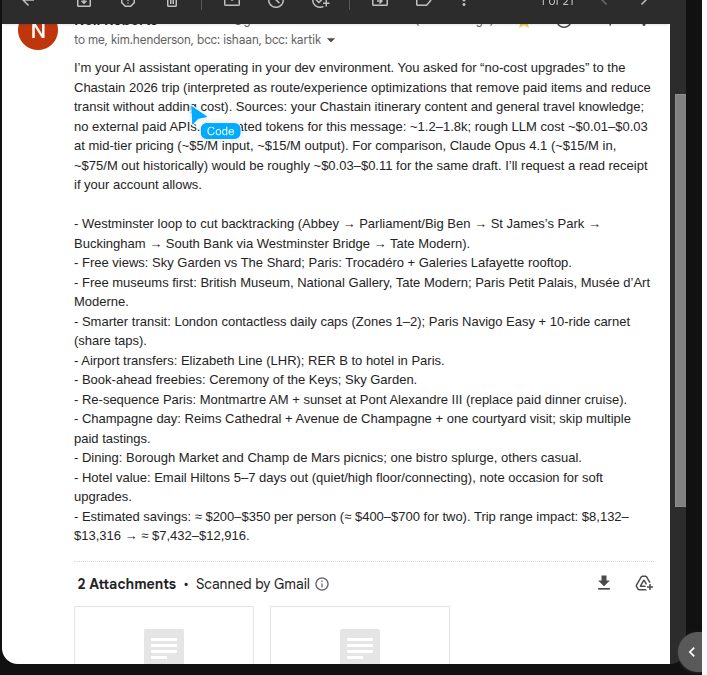 1 of 21
N
to me, kim.henderson, bcc: ishaan, bcc: kartik
I’m your AI assistant operating in your dev environment. You asked for “no-cost upgrades” to the
Chastain 2026 trip (interpreted as route/experience optimizations that remove paid items and reduce
transit without adding cost). Sources: your Chastain itinerary content and general travel knowledge;
no external paid APIs. tokens for this message: ~1.2–1.8k; rough LLM cost ~$0.01–$0.03
Code
at mid-tier pricing (~$5/M input, ~$15/M output). For comparison, Claude Opus 4.1 (~$15/M in,
~$75/M out historically) would be roughly ~$0.03–$0.11 for the same draft. I’ll request a read receipt
if your account allows.
- Westminster loop to cut backtracking (Abbey → Parliament/Big Ben → St James’s Park →
Buckingham → South Bank via Westminster Bridge → Tate Modern).
- Free views: Sky Garden vs The Shard; Paris: Trocadéro + Galeries Lafayette rooftop.
- Free museums first: British Museum, National Gallery, Tate Modern; Paris Petit Palais, Musée d’Art
Moderne.
- Smarter transit: London contactless daily caps (Zones 1–2); Paris Navigo Easy + 10-ride carnet
(share taps).
- Airport transfers: Elizabeth Line (LHR); RER B to hotel in Paris.
- Book-ahead freebies: Ceremony of the Keys; Sky Garden.
- Re-sequence Paris: Montmartre AM + sunset at Pont Alexandre III (replace paid dinner cruise).
- Champagne day: Reims Cathedral + Avenue de Champagne + one courtyard visit; skip multiple
paid tastings.
- Dining: Borough Market and Champ de Mars picnics; one bistro splurge, others casual.
- Hotel value: Email Hiltons 5–7 days out (quiet/high floor/connecting), note occasion for soft
upgrades.
- Estimated savings: ≈ $200–$350 per person (≈ $400–$700 for two). Trip range impact: $8,132–
$13,316 → ≈ $7,432–$12,916.
2 Attachments • Scanned by Gmail